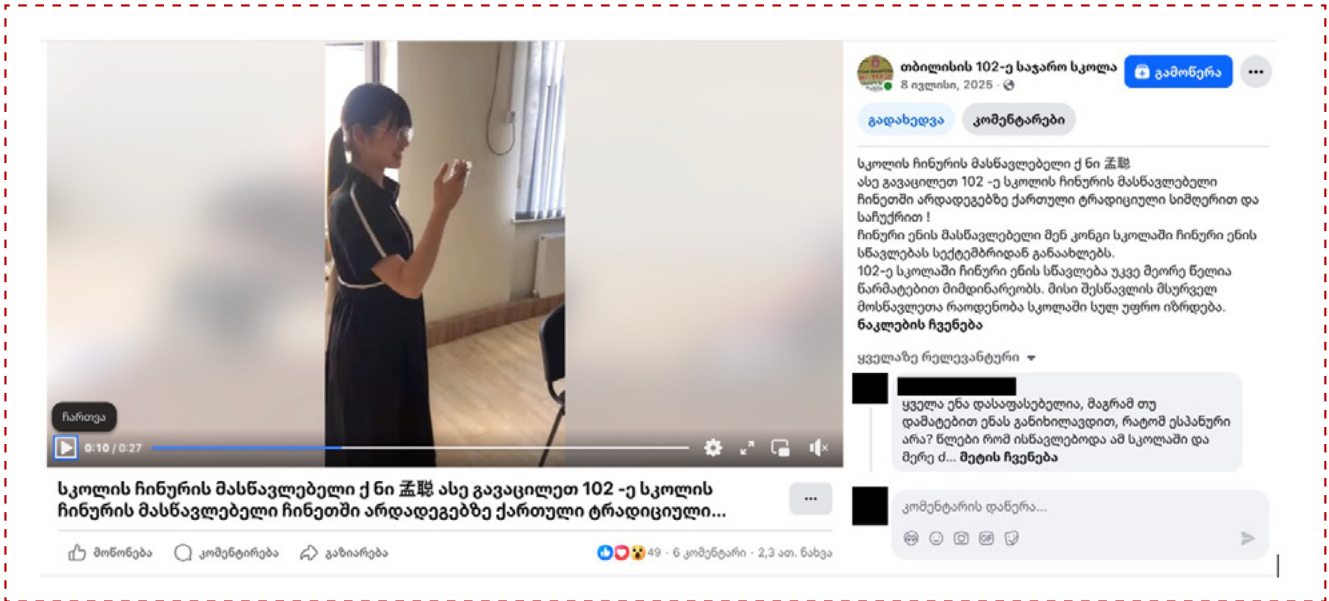 ჩართვა
0:10 / 0:27
სკოლის ჩინურის მასწავლებელი ქ ნი 孟聪 ასე გავაცილეთ 102 -ე სკოლის
ჩინურის მასწავლებელი ჩინეთში არდადეგებზე ქართული ტრადიციული...
მოწონება
კომენტირება
გაზიარება
49 · 6 კომენტარი · 2,3 ათ. ნახვა
თბილისის 102-ე საჯარო სკოლა
8 ივლისი, 2025
გამოწერა
გადახედვა
კომენტარები
სკოლის ჩინურის მასწავლებელი ქ ნი 孟聪
ასე გავაცილეთ 102 -ე სკოლის ჩინურის მასწავლებელი
ჩინეთში არდადეგებზე ქართული ტრადიციული სიმღერით და
საჩუქრით !
ჩინური ენის მასწავლებელი მენ კონგი სკოლაში ჩინური ენის
სწავლებას სექტემბრიდან განაახლებს.
102-ე სკოლაში ჩინური ენის სწავლება უკვე მეორე წელია
წარმატებით მიმდინარეობს. მისი შესწავლის მსურველ
მოსწავლეთა რაოდენობა სკოლაში სულ უფრო იზრდება.
ნაკლების ჩვენება
ყველაზე რელევანტური
ყველა ენა დასაფასებელია, მაგრამ თუ
დამატებით ენას განიხილავდით, რატომ ესპანური
არა? წლები რომ ისწავლებოდა ამ სკოლაში და
მერე ძ... მეტის ჩვენება
კომენტარის დაწერა...
GIF